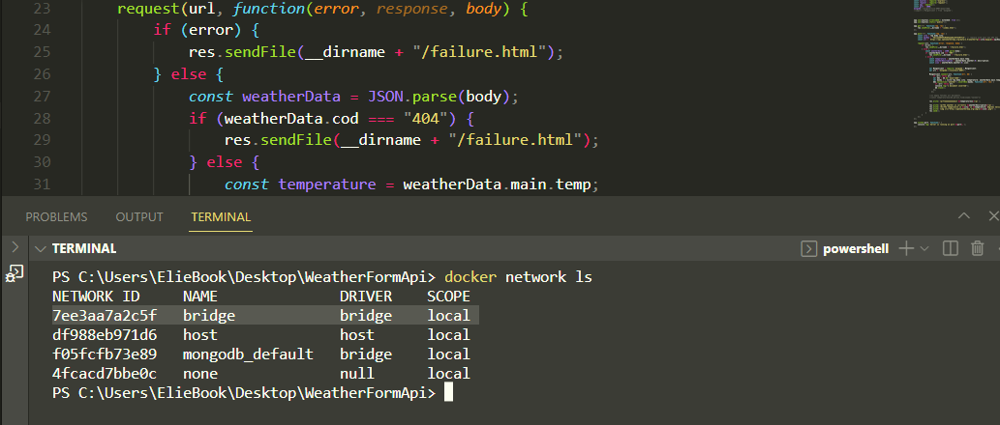 23 request(url, function(error, response, body) {
24 if (error) {
25 res.sendFile(__dirname + "/failure.html");
26 } else {
27 const weatherData = JSON.parse(body);
28 if (weatherData.cod === "404") {
29 res.sendFile(__dirname + "/failure.html");
30 } else {
31 const temperature = weatherData.main.temp;
PROBLEMS OUTPUT TERMINAL
TERMINAL powershell
PS C:\Users\ElieBook\Desktop\WeatherFormApi> docker network ls
NETWORK ID NAME DRIVER SCOPE
7ee3aa7a2c5f bridge bridge local
df988eb971d6 host host local
f05fcfb73e89 mongodb_default bridge local
4fcacd7bbe0c none null local
PS C:\Users\ElieBook\Desktop\WeatherFormApi>